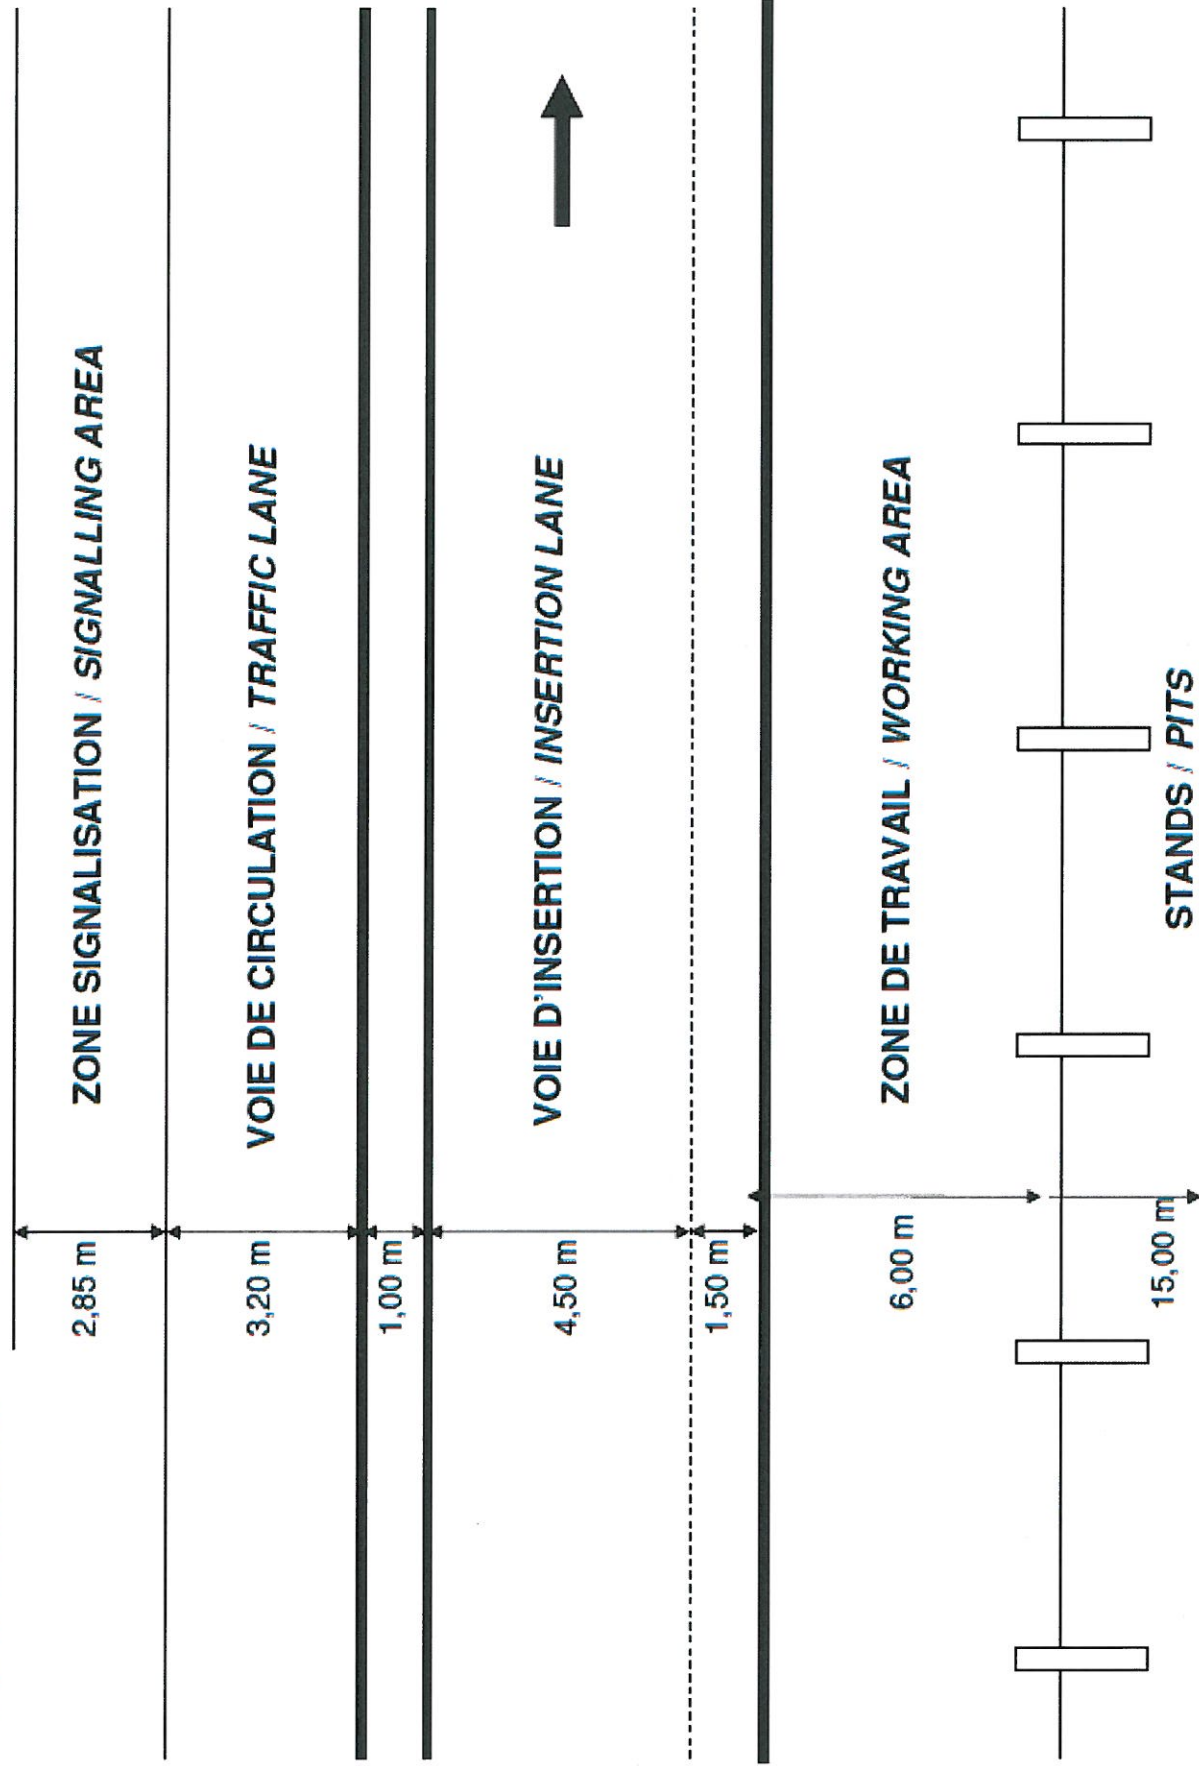 ZONE SIGNALISATION / SIGNALLING AREA
2,85 m
VOIE DE CIRCULATION / TRAFFIC LANE
3,20 m
1,00 m
VOIE D'INSERTION / INSERTION LANE
4,50 m
1,50 m
ZONE DE TRAVAIL / WORKING AREA
6,00 m
STANDS / PITS
15,00 m